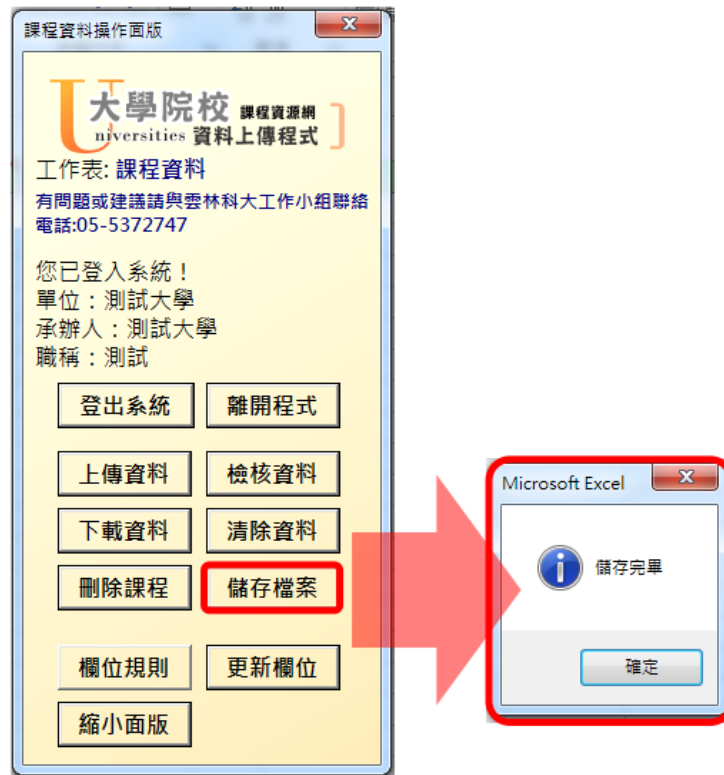 課程資料操作面版
大學院校 課程資源網
Universities 資料上傳程式
工作表: 課程資料
有問題或建議請與雲林科大工作小組聯絡
電話:05-5372747
您已登入系統！
單位：測試大學
承辦人：測試大學
職稱：測試
登出系統 離開程式
上傳資料 檢核資料
下載資料 清除資料
刪除課程 儲存檔案
欄位規則 更新欄位
縮小面版
Microsoft Excel
儲存完畢
確定